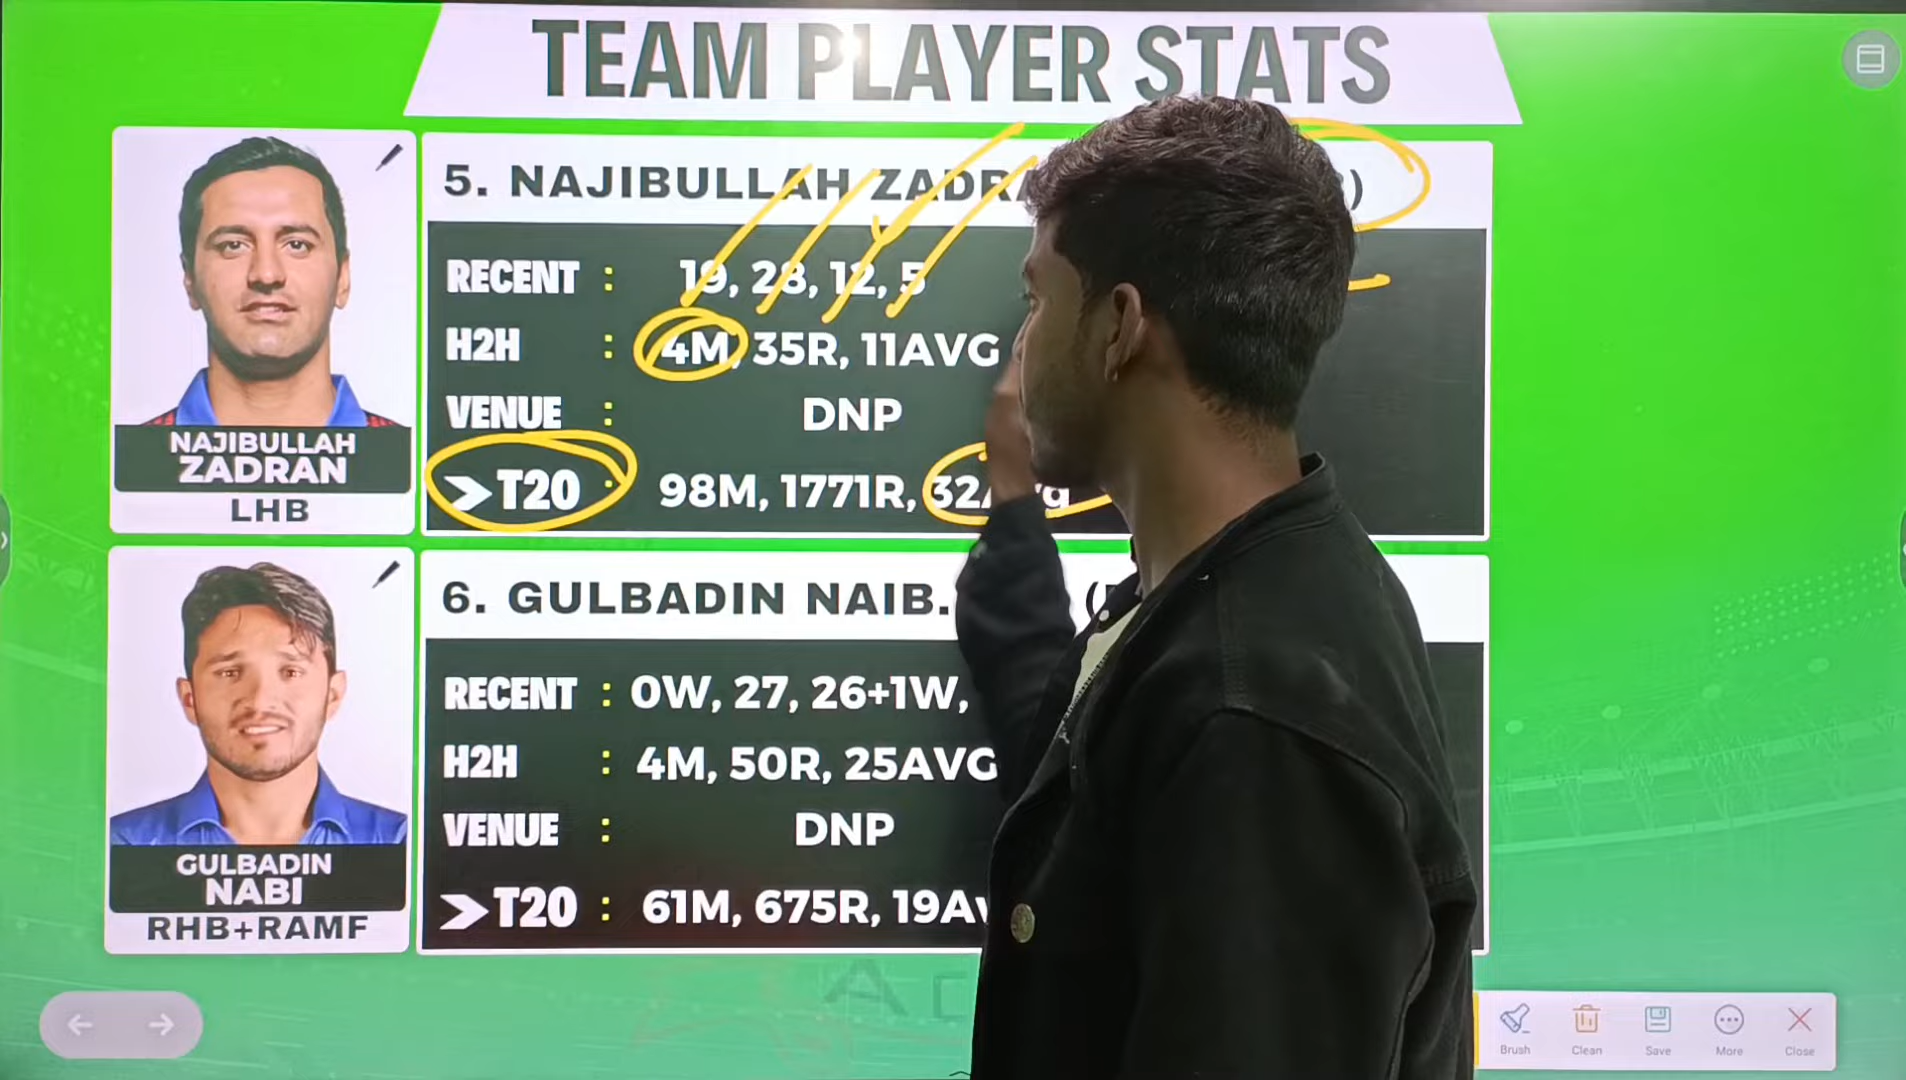 TEAM PLAYER STATS
5. NAJIBULLAH ZADRA )
RECENT : 19, 28, 12, 5
H2H : 4M, 35R, 11AVG
VENUE : DNP
T20 : 98M, 1771R, 32Avg
NAJIBULLAH
ZADRAN
LHB
6. GULBADIN NAIB. (
RECENT : 0W, 27, 26+1W,
H2H : 4M, 50R, 25AVG
VENUE : DNP
T20 : 61M, 675R, 19A
GULBADIN
NABI
RHB+RAMF
Brush Clean Save More Close